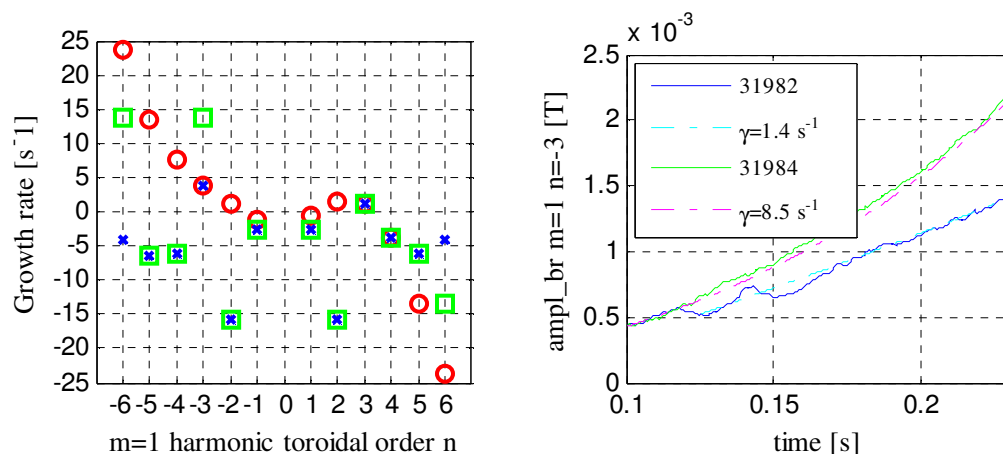 Growth rate [s^-1]
25
20
15
10
5
0
-5
-10
-15
-20
-25
-6 -5 -4 -3 -2 -1 0 1 2 3 4 5 6
m=1 harmonic toroidal order n
x 10^-3
ampl_br m=1 n=-3 [T]
2.5
2
1.5
1
0.5
0
31982
γ=1.4 s^-1
31984
γ=8.5 s^-1
0.1 0.15 0.2
time [s]